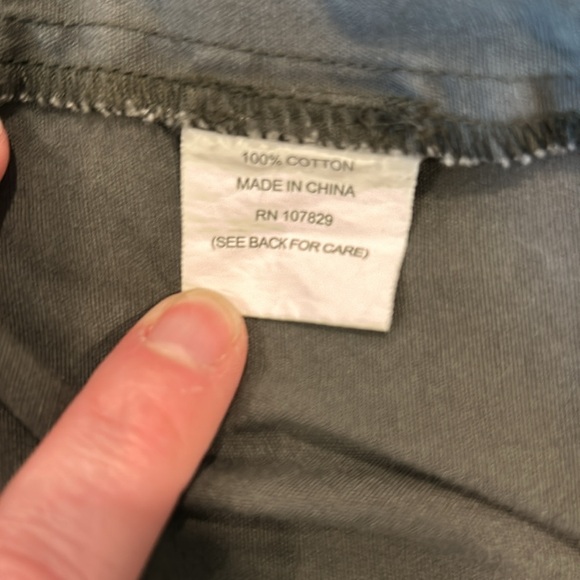 100% COTTON
MADE IN CHINA
RN 107829
(SEE BACK FOR CARE)